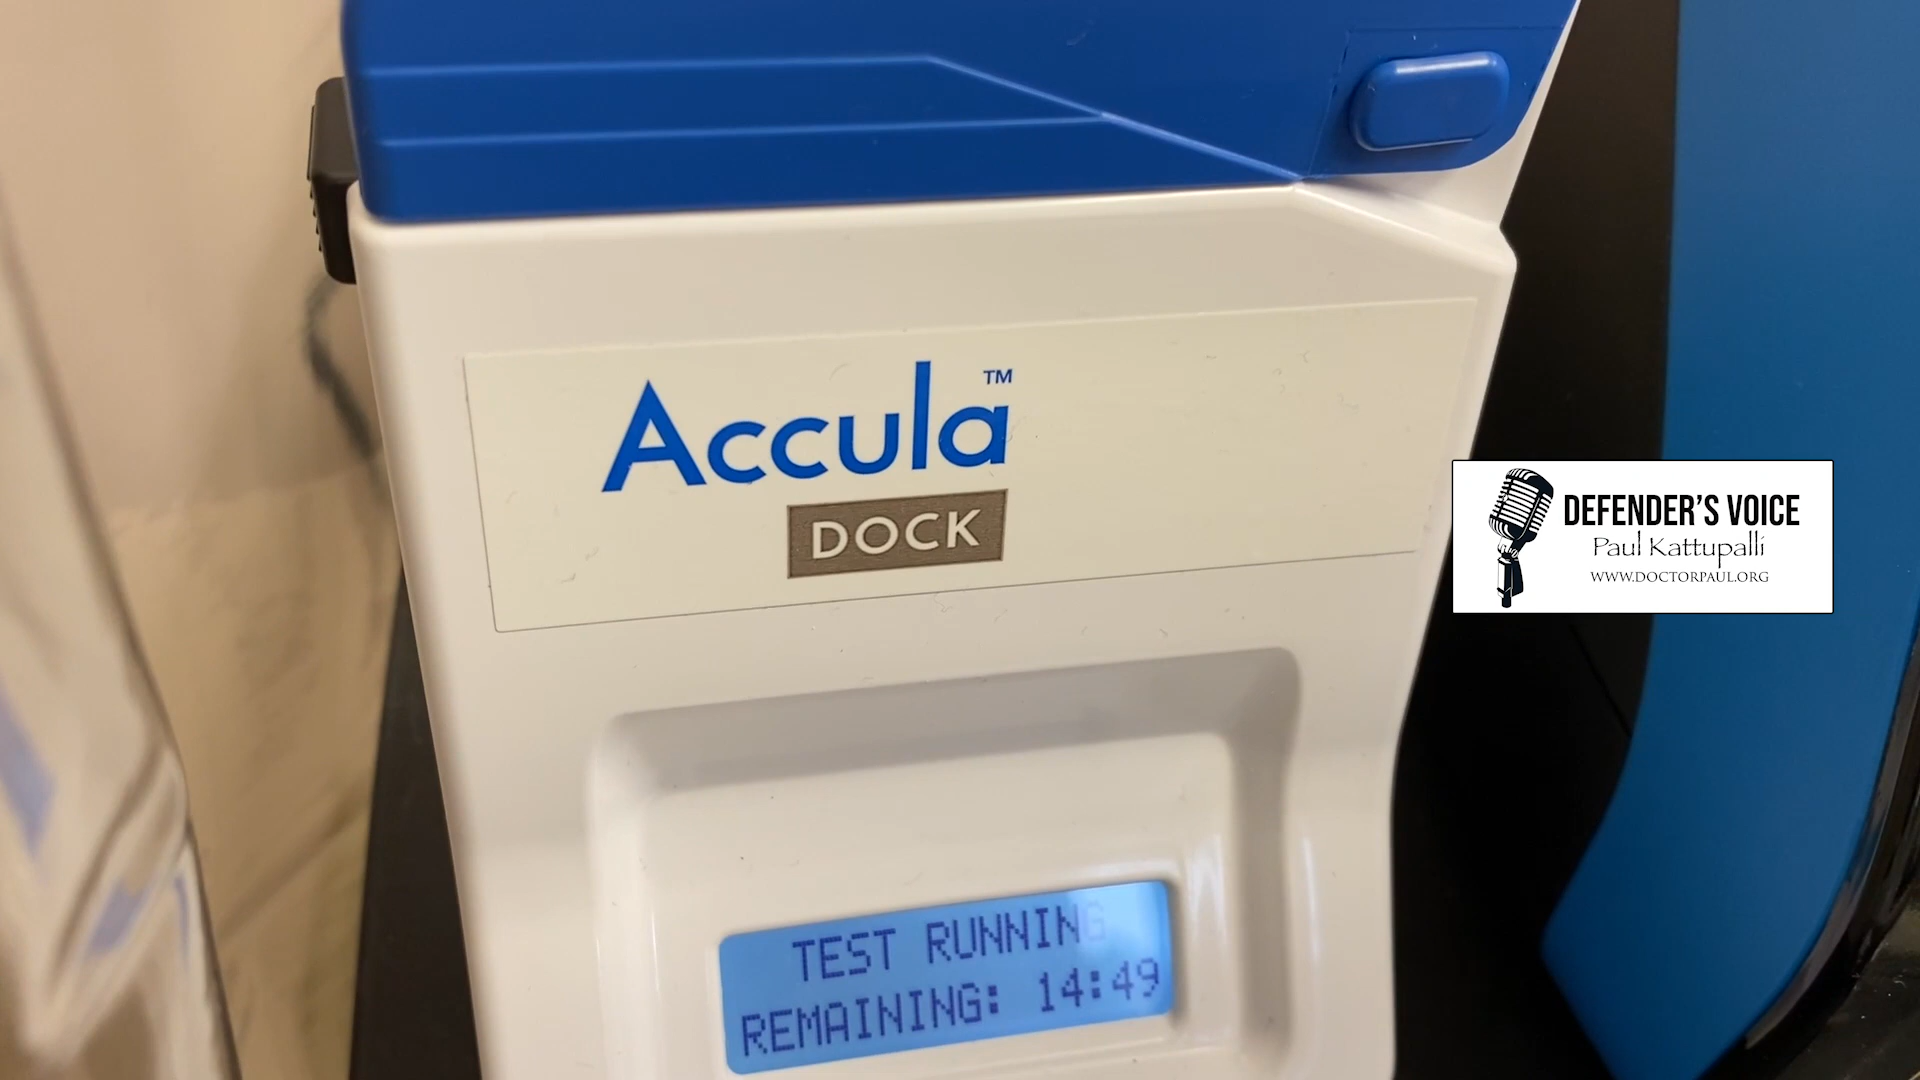 Accula™
DOCK
DEFENDER'S VOICE
Paul Kattupalli
WWW.DOCTORPAUL.ORG
TEST RUNNING
REMAINING: 14:49